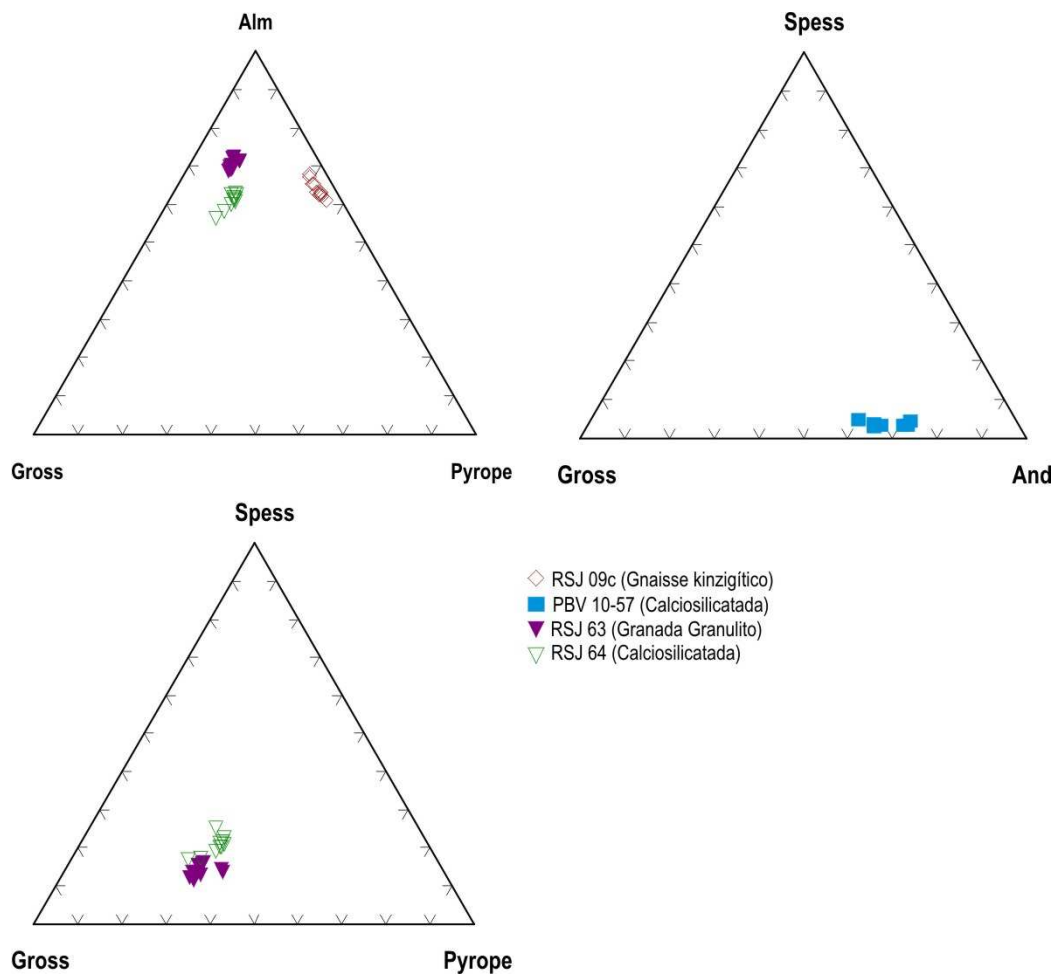 Alm
Gross
Pyrope
Spess
Gross
And
Spess
Gross
Pyrope
RSJ 09c (Gnaisse kinzigítico)
PBV 10-57 (Calciosilicatada)
RSJ 63 (Granada Granulito)
RSJ 64 (Calciosilicatada)